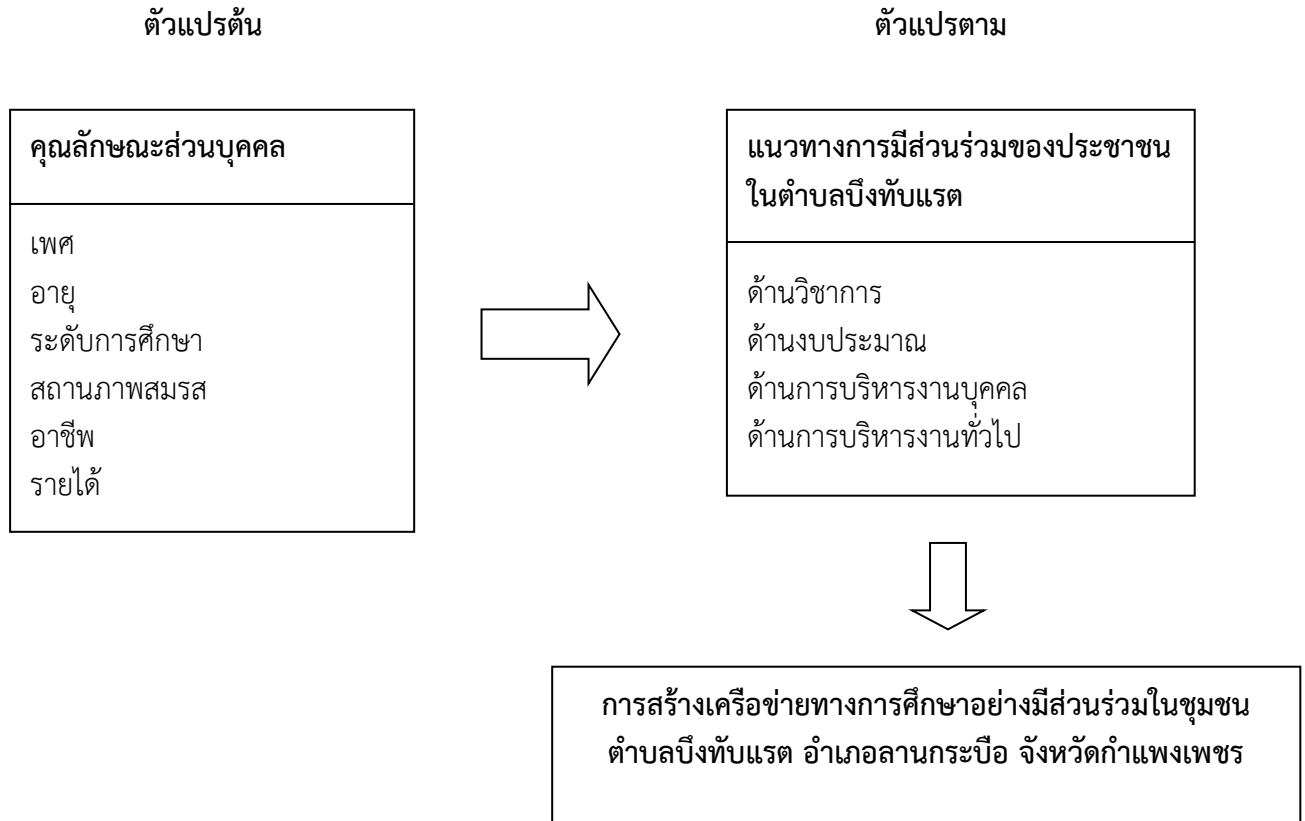 ตัวแปรต้น
ตัวแปรตาม
คุณลักษณะส่วนบุคคล
เพศ
อายุ
ระดับการศึกษา
สถานภาพสมรส
อาชีพ
รายได้
แนวทางการมีส่วนร่วมของประชาชน
ในตำบลบึงทับแรต
ด้านวิชาการ
ด้านงบประมาณ
ด้านการบริหารงานบุคคล
ด้านการบริหารงานทั่วไป
การสร้างเครือข่ายทางการศึกษาอย่างมีส่วนร่วมในชุมชน
ตำบลบึงทับแรต อำเภอลานกระบือ จังหวัดกำแพงเพชร